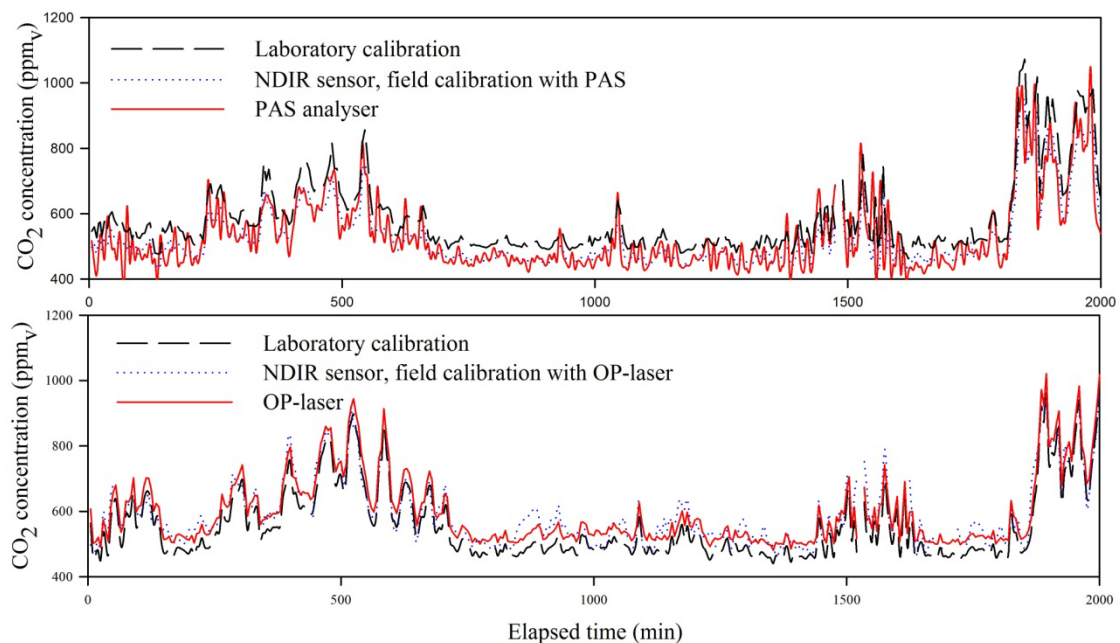 1200
1000
800
600
400
CO2 concentration (ppmv)
Laboratory calibration
NDIR sensor, field calibration with PAS
PAS analyser
0 500 1000 1500 2000
1200
1000
800
600
400
CO2 concentration (ppmv)
Laboratory calibration
NDIR sensor, field calibration with OP-laser
OP-laser
0 500 1000 1500 2000
Elapsed time (min)